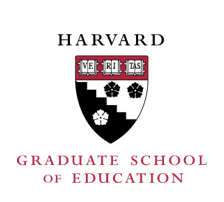 HARVARD
VE RI TAS
GRADUATE SCHOOL
OF EDUCATION